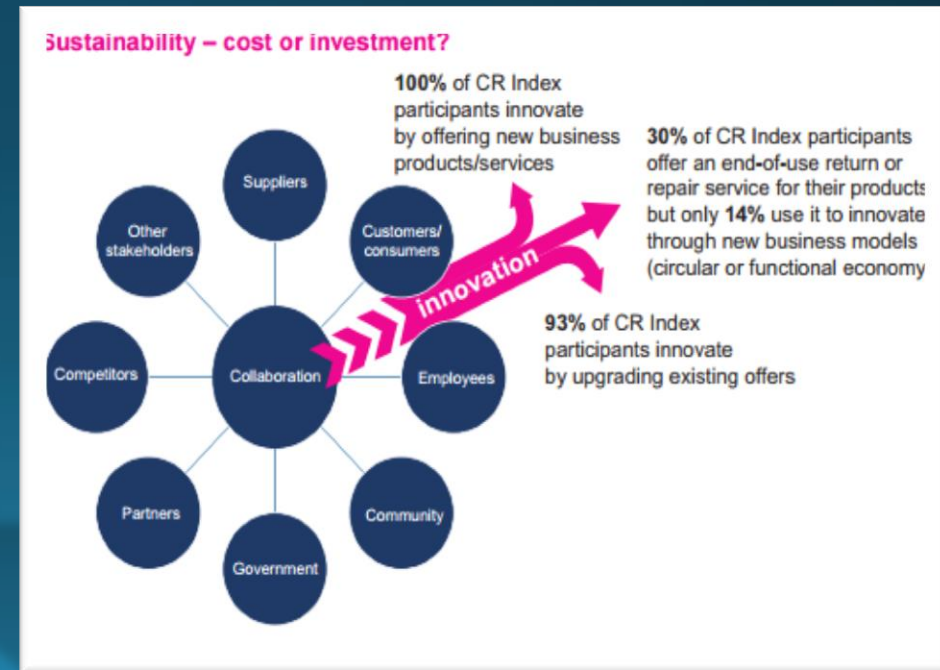 Sustainability – cost or investment?
100% of CR Index
participants innovate
by offering new business
products/services
30% of CR Index participants
offer an end-of-use return or
repair service for their products
but only 14% use it to innovate
through new business models
(circular or functional economy
93% of CR Index
participants innovate
by upgrading existing offers
innovation
Suppliers
Customers/
consumers
Other
stakeholders
Competitors
Collaboration
Employees
Partners
Community
Government